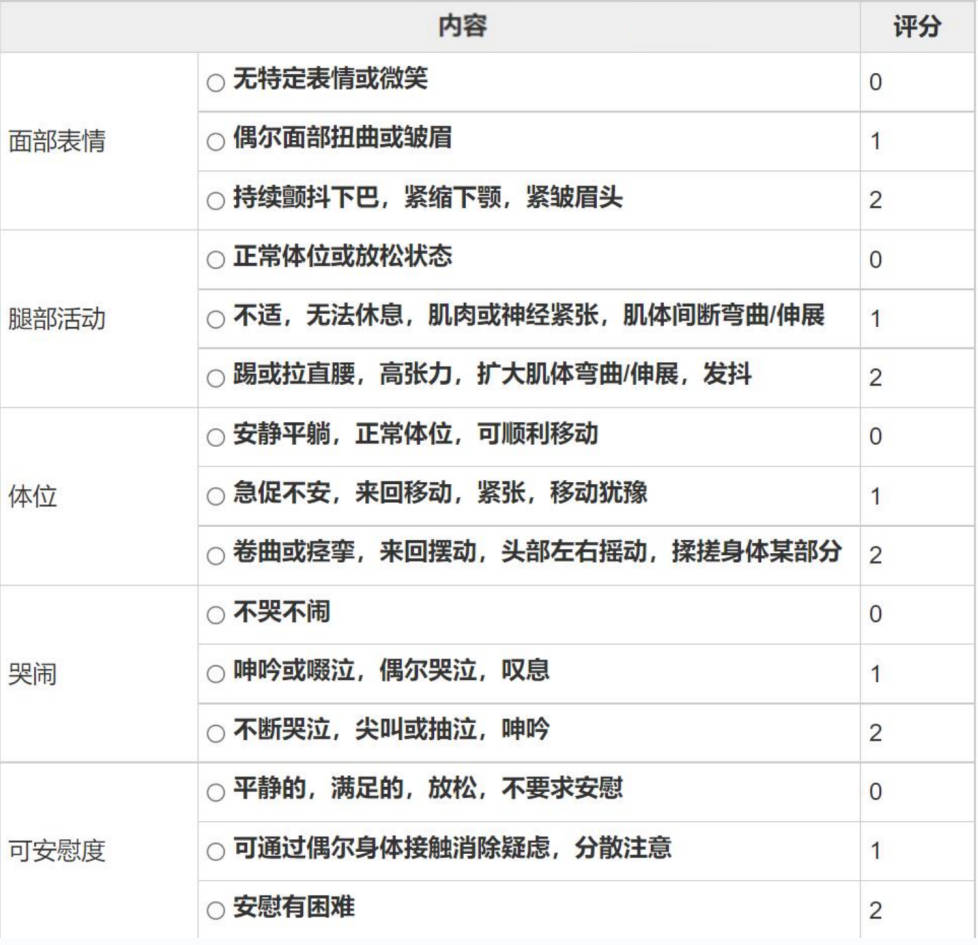 内容 评分
面部表情
无特定表情或微笑 0
偶尔面部扭曲或皱眉 1
持续颤抖下巴，紧缩下颚，紧皱眉头 2
腿部活动
正常体位或放松状态 0
不适，无法休息，肌肉或神经紧张，肌体间断弯曲/伸展 1
踢或拉直腰，高张力，扩大肌体弯曲/伸展，发抖 2
体位
安静平躺，正常体位，可顺利移动 0
急促不安，来回移动，紧张，移动犹豫 1
卷曲或痉挛，来回摆动，头部左右摇动，揉搓身体某部分 2
哭闹
不哭不闹 0
呻吟或啜泣，偶尔哭泣，叹息 1
不断哭泣，尖叫或抽泣，呻吟 2
可安慰度
平静的，满足的，放松，不要求安慰 0
可通过偶尔身体接触消除疑虑，分散注意 1
安慰有困难 2